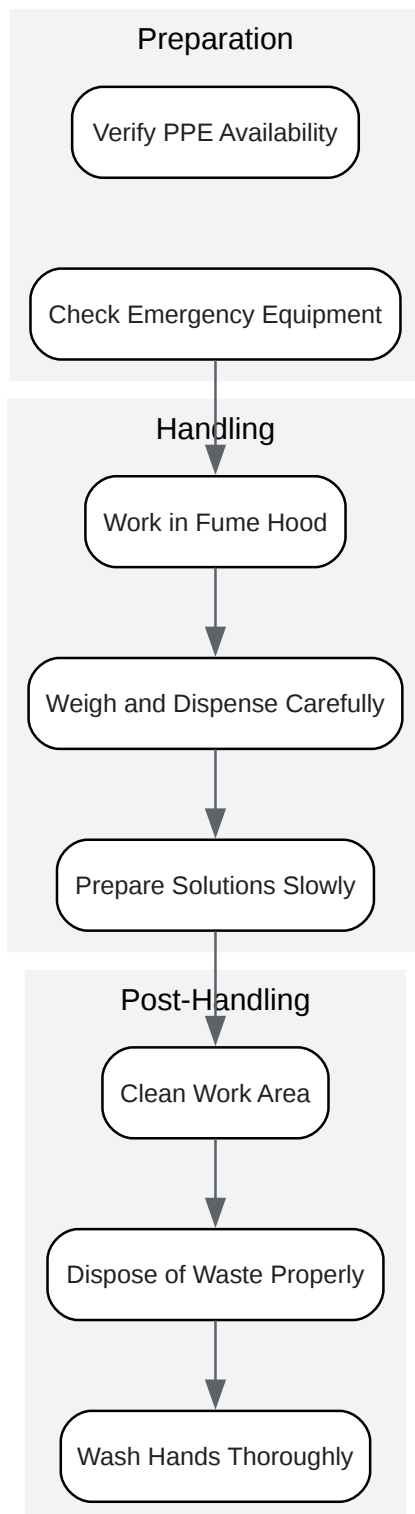 Preparation
Verify PPE Availability
Check Emergency Equipment
Handling
Work in Fume Hood
Weigh and Dispense Carefully
Prepare Solutions Slowly
Post-Handling
Clean Work Area
Dispose of Waste Properly
Wash Hands Thoroughly